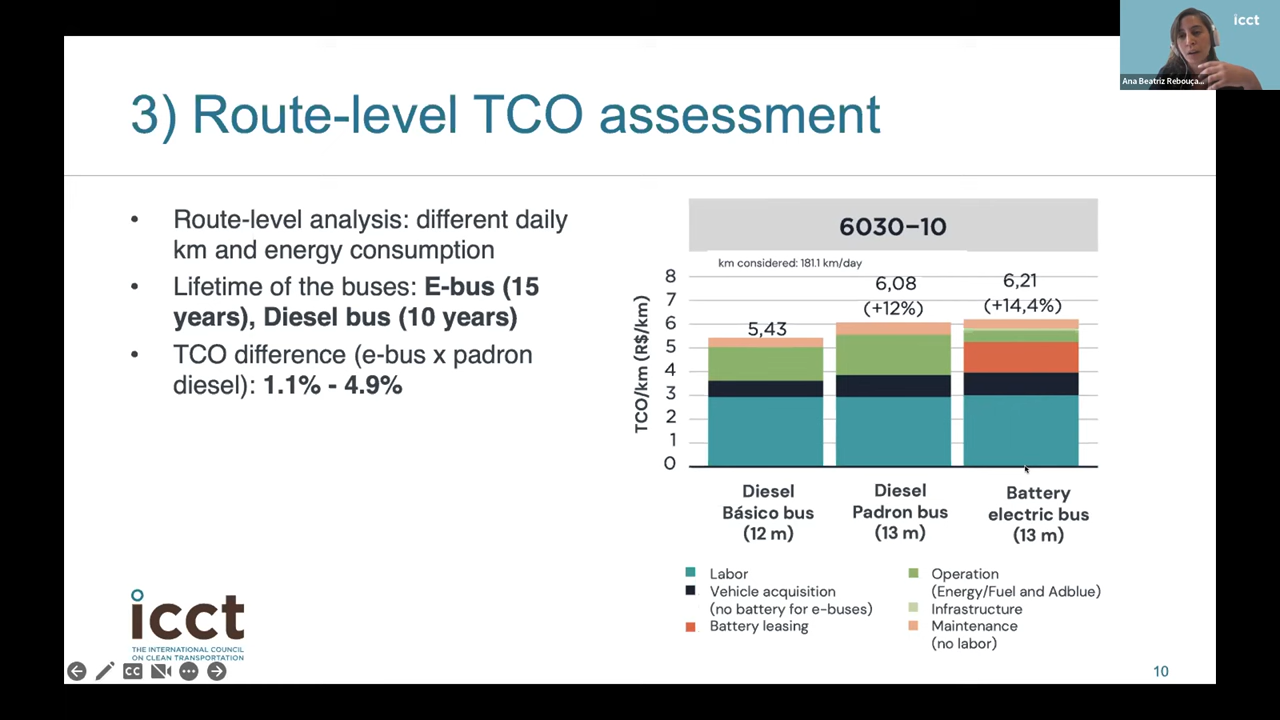 icct
Ana Beatriz Rebouça...
3) Route-level TCO assessment
• Route-level analysis: different daily
km and energy consumption
• Lifetime of the buses: E-bus (15
years), Diesel bus (10 years)
• TCO difference (e-bus x padron
diesel): 1.1% - 4.9%
6030-10
km considered: 181.1 km/day
TCO/km (R$/km)
8
7
6
5
4
3
2
1
0
5,43
6,08
(+12%)
6,21
(+14,4%)
Diesel
Básico bus
(12 m)
Diesel
Padron bus
(13 m)
Battery
electric bus
(13 m)
Labor
Vehicle acquisition
(no battery for e-buses)
Battery leasing
Operation
(Energy/Fuel and Adblue)
Infrastructure
Maintenance
(no labor)
icct
THE INTERNATIONAL COUNCIL
ON CLEAN TRANSPORTATION
CC
10